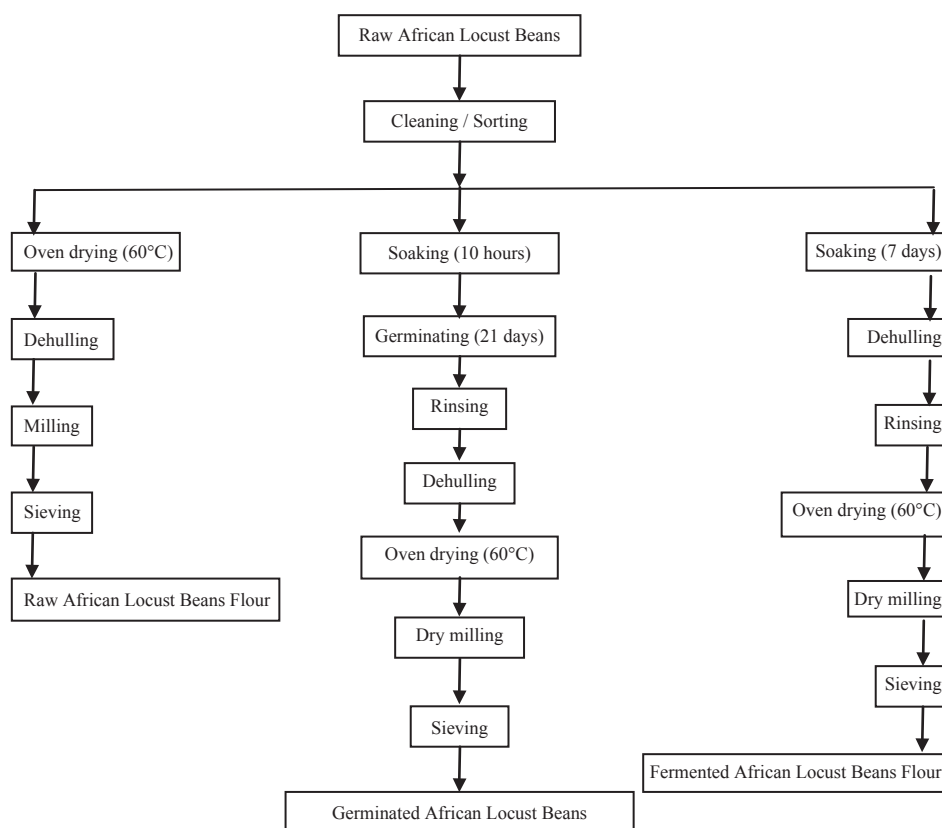 Raw African Locust Beans
Cleaning / Sorting
Oven drying (60°C)
Soaking (10 hours)
Soaking (7 days)
Germinating (21 days)
Dehulling
Dehulling
Rinsing
Milling
Rinsing
Dehulling
Sieving
Oven drying (60°C)
Oven drying (60°C)
Raw African Locust Beans Flour
Dry milling
Dry milling
Sieving
Sieving
Fermented African Locust Beans Flour
Germinated African Locust Beans